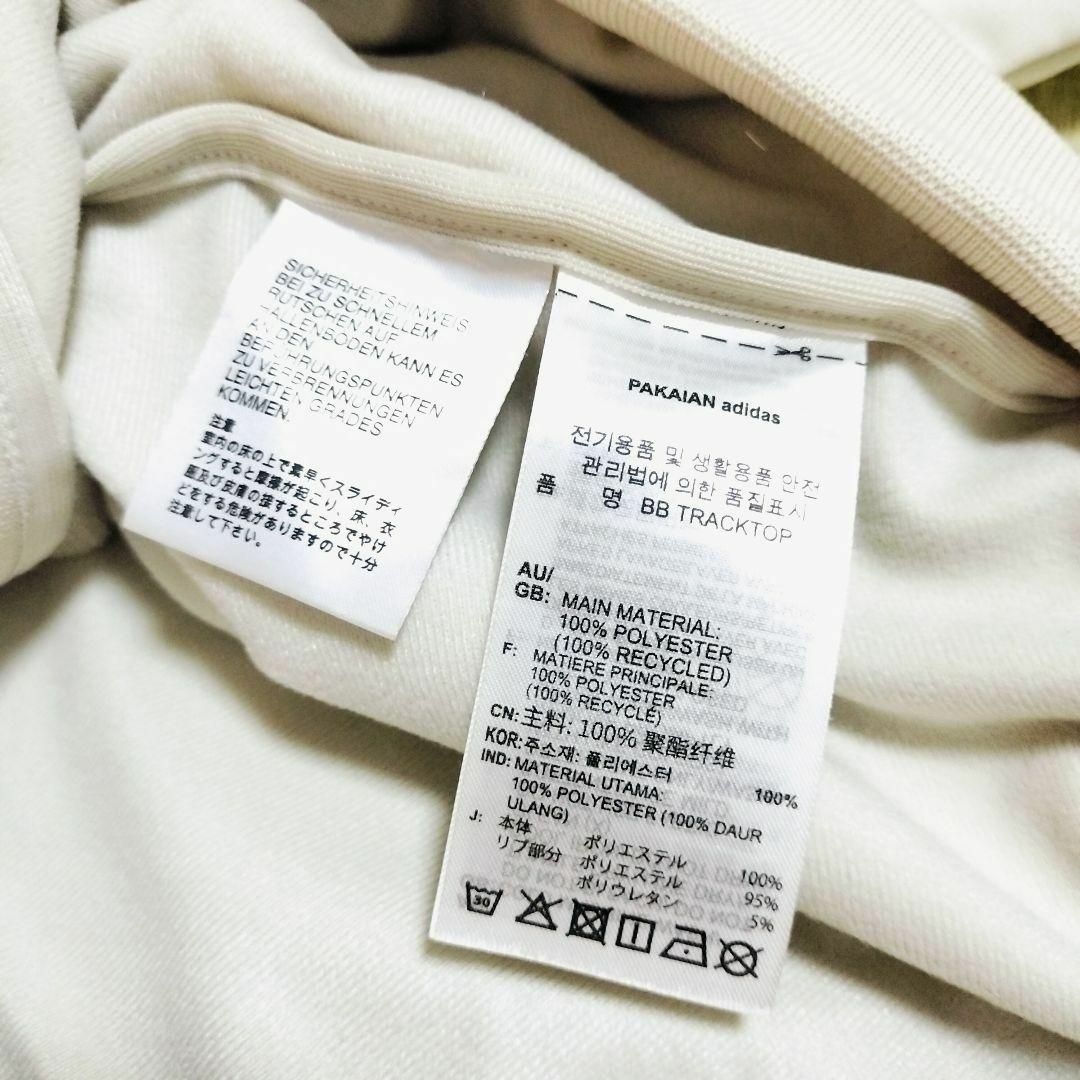 SICHERHEITSHINWEIS
BEI ZU SCHNELLEM
RUTSCHEN AUF
HALLENBODEN KANN ES
AN DEN
BERÜHRUNGSPUNKTEN
ZU VERBRENNUNGEN
LEICHTEN GRADES
KOMMEN.
注意
室内の床の上で素早くスライディ
ングすると摩擦が起こり、床、衣
服及び皮膚の接するところでやけ
どをする危険がありますので十分
注意して下さい。
PAKAIAN adidas
전기용품 및 생활용품 안전
관리법에 의한 품질표시
품 명 BB TRACKTOP
AU/
GB: MAIN MATERIAL:
100% POLYESTER
(100% RECYCLED)
F: MATIERE PRINCIPALE:
100% POLYESTER
(100% RECYCLÉ)
CN: 主料: 100% 聚酯纤维
KOR: 주소재: 폴리에스터 100%
IND: MATERIAL UTAMA:
100% POLYESTER (100% DAUR
ULANG)
J: 本体 ポリエステル 100%
リブ部分 ポリエステル 95%
ポリウレタン 5%
30